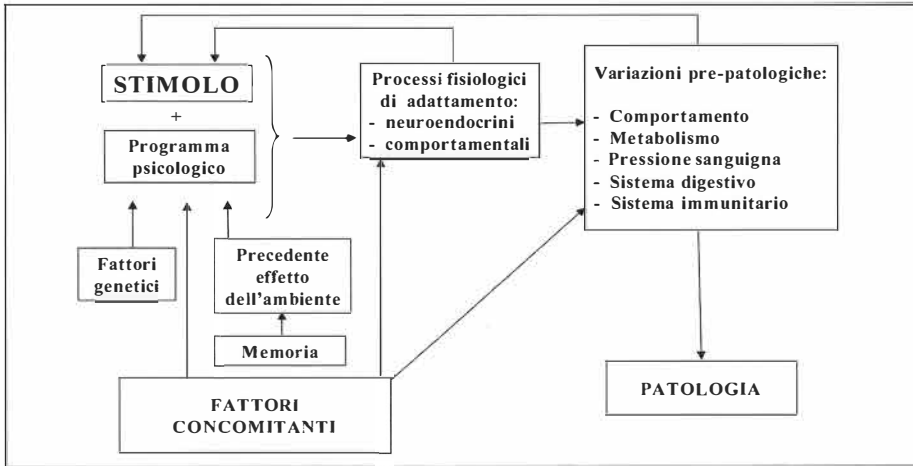 STIMOLO
+
Programma
psicologico
Fattori
genetici
Precedente
effetto
dell'ambiente
Memoria
FATTORI
CONCOMITANTI
Processi fisiologici
di adattamento:
- neuroendocrini
- comportamentali
Variazioni pre-patologiche:
- Comportamento
- Metabolismo
- Pressione sanguigna
- Sistema digestivo
- Sistema immunitario
PATOLOGIA